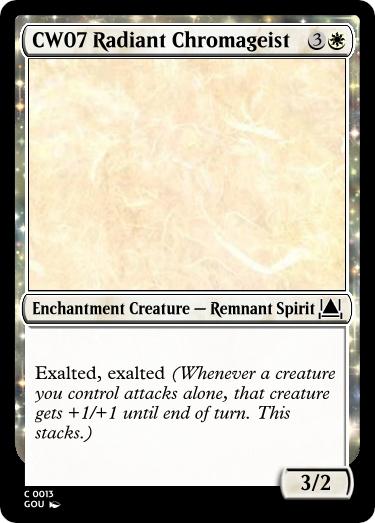 CW07 Radiant Chromageist 3
Enchantment Creature — Remnant Spirit
Exalted, exalted (Whenever a creature
you control attacks alone, that creature
gets +1/+1 until end of turn. This
stacks.)
3/2
C 0013
GOU